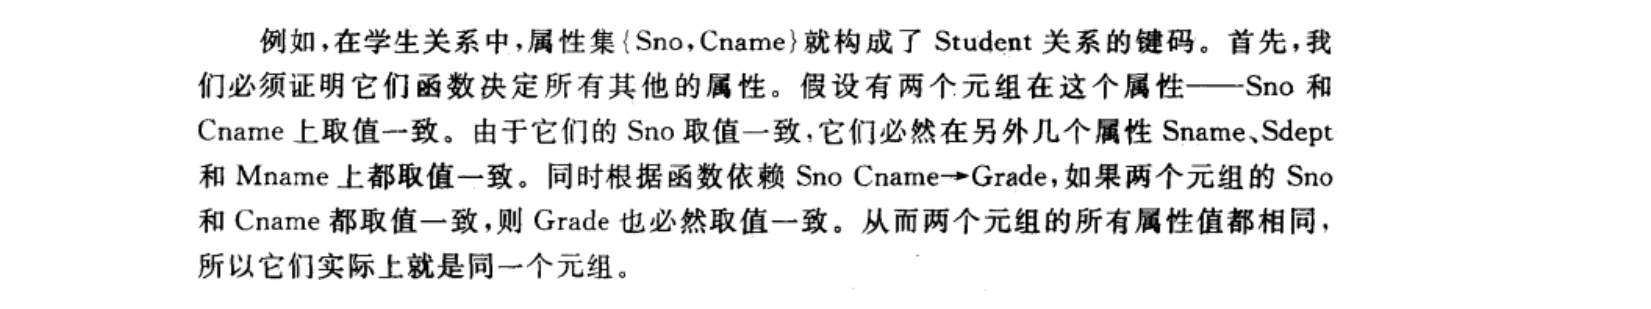 例如,在学生关系中,属性集{Sno,Cname}就构成了 Student 关系的键码。首先,我
们必须证明它们函数决定所有其他的属性。假设有两个元组在这个属性——Sno 和
Cname 上取值一致。由于它们的 Sno 取值一致,它们必然在另外几个属性 Sname、Sdept
和 Mname 上都取值一致。同时根据函数依赖 Sno Cname→Grade,如果两个元组的 Sno
和 Cname 都取值一致,则 Grade 也必然取值一致。从而两个元组的所有属性值都相同,
所以它们实际上就是同一个元组。